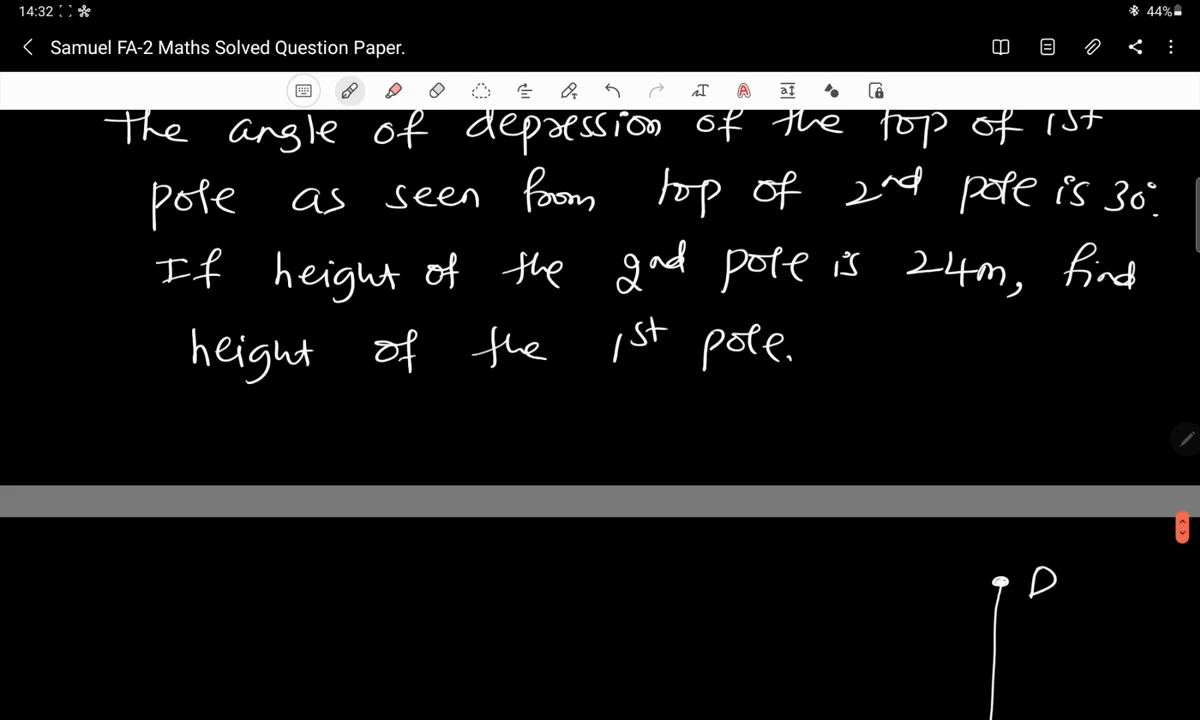 14:32
44%
Samuel FA-2 Maths Solved Question Paper.
The angle of depression of the top of 1st
pole as seen from top of 2nd pole is 30°.
If height of the 2nd pole is 24m, find
height of the 1st pole.
D